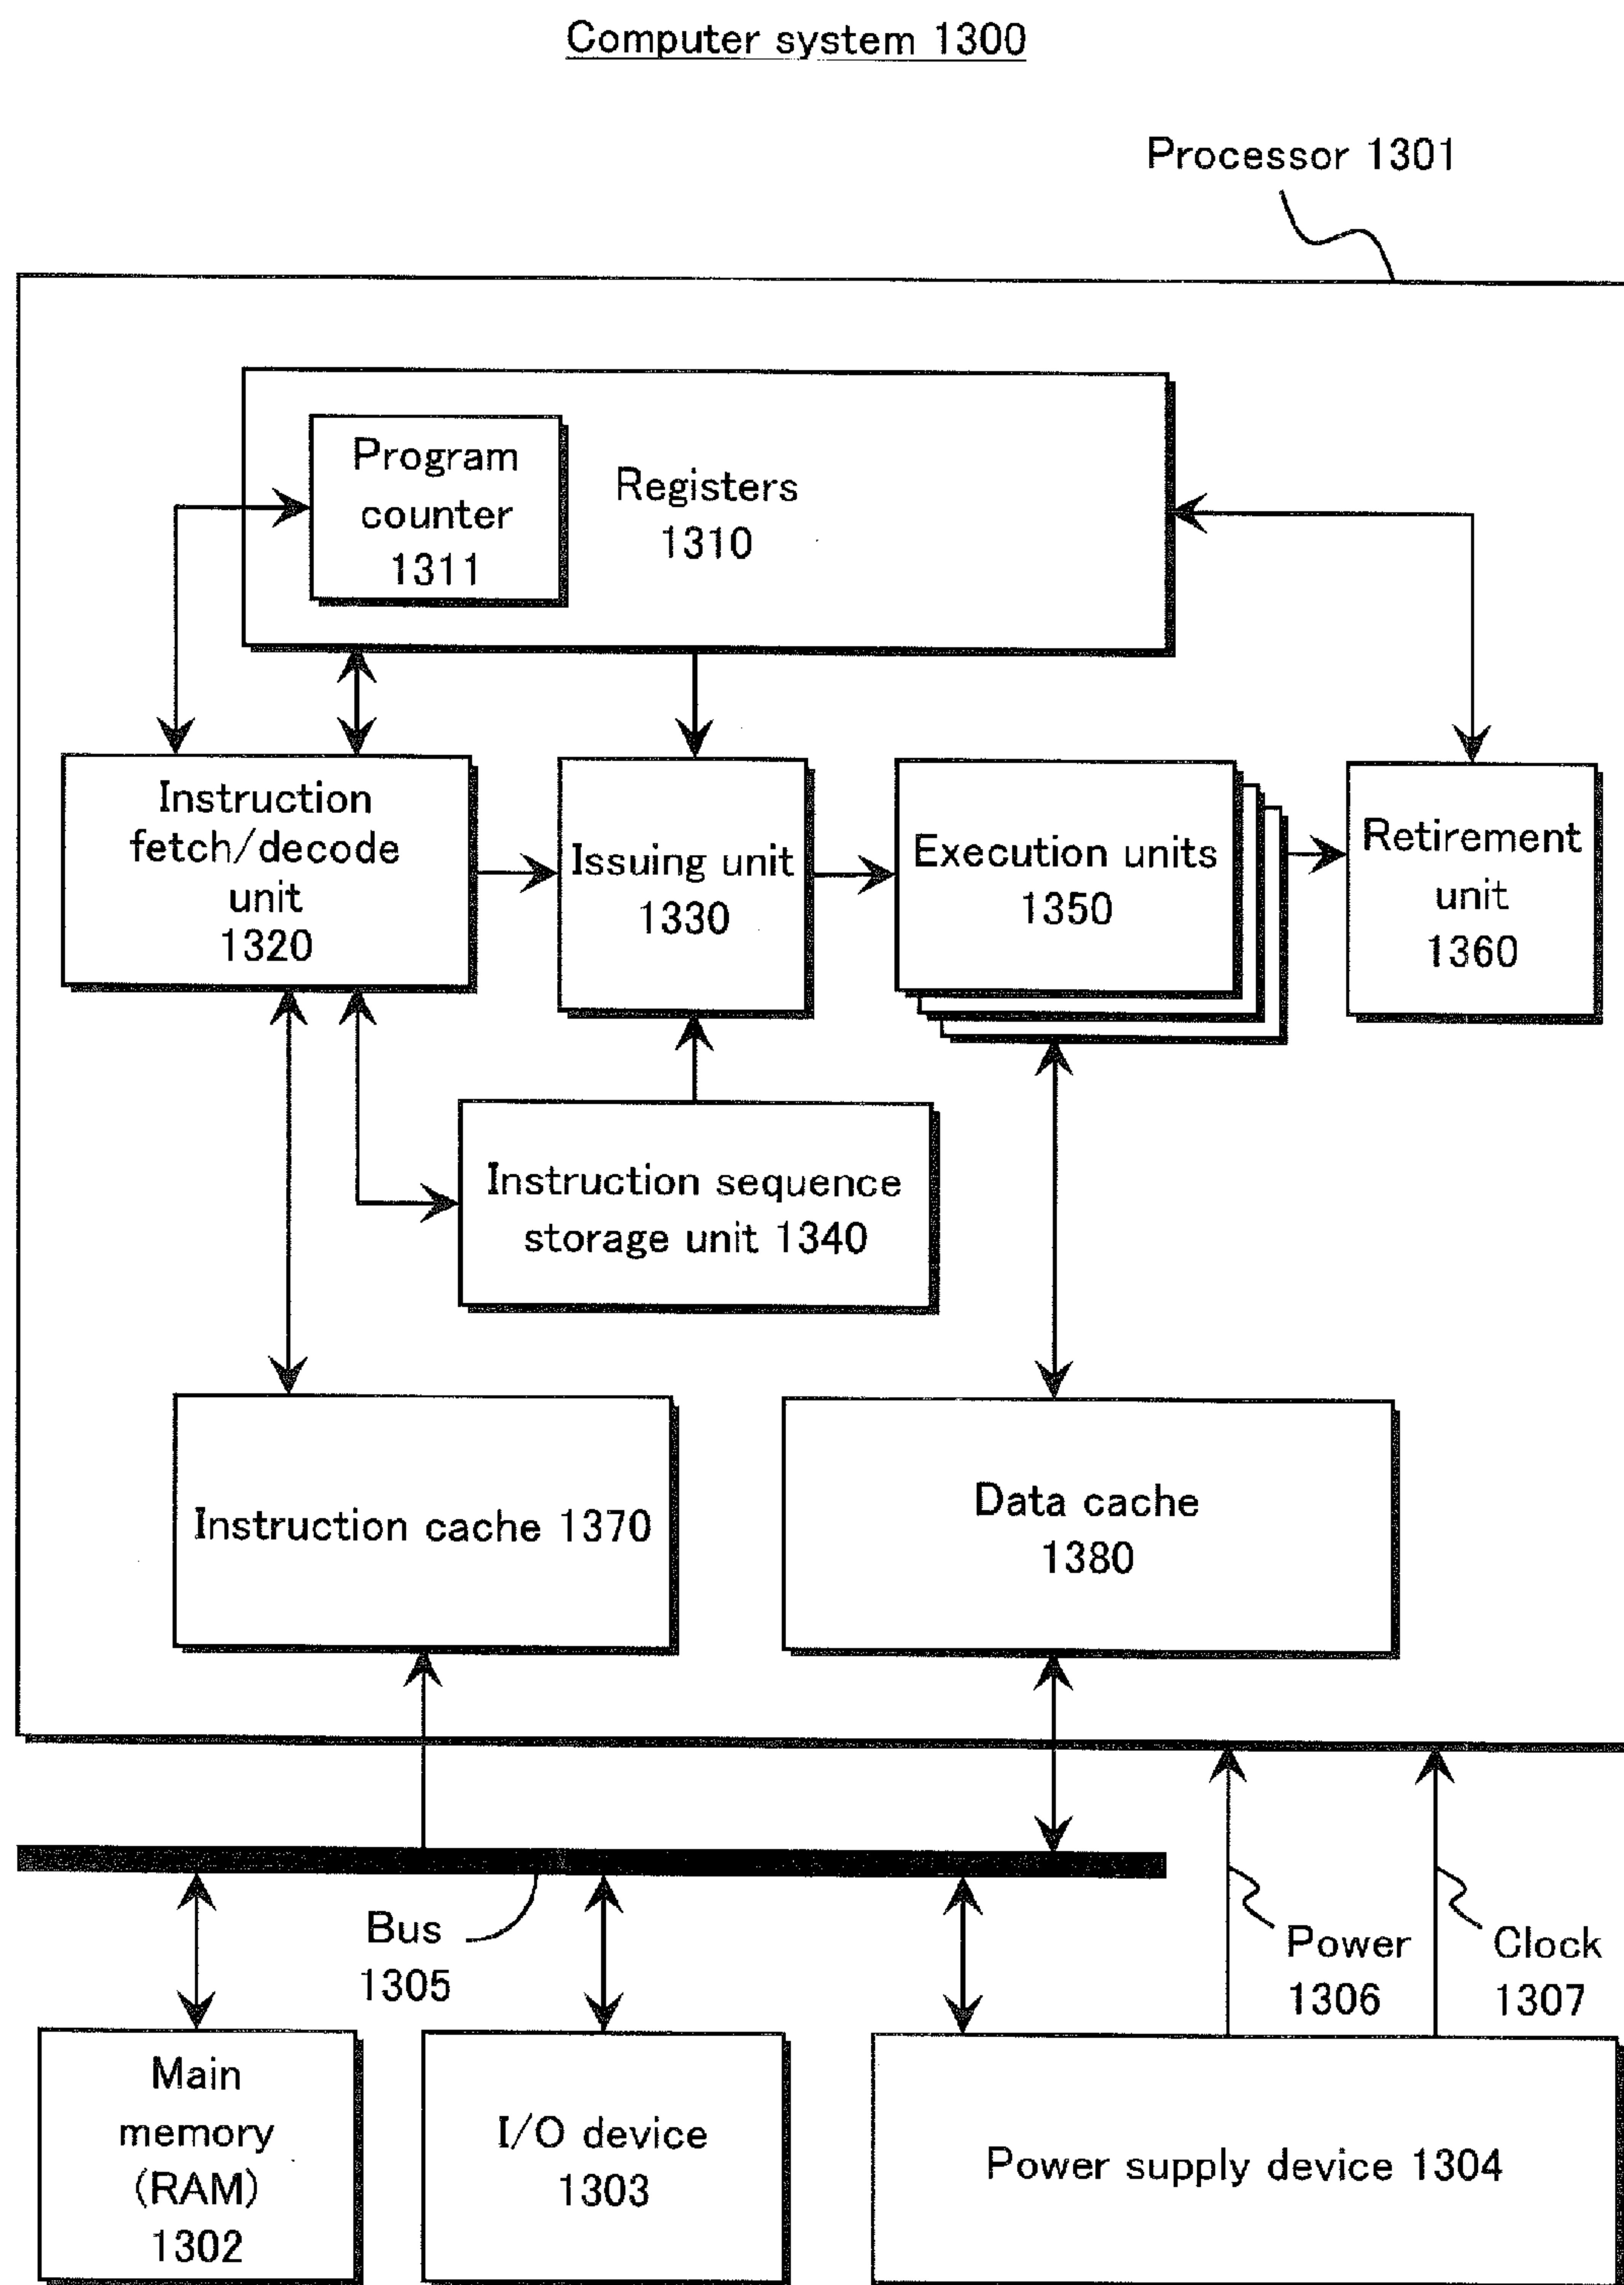 Computer system 1300
Processor 1301
Program
counter
1311
Registers
1310
Instruction
fetch/decode
unit
1320
Issuing unit
1330
Execution units
1350
Retirement
unit
1360
Instruction sequence
storage unit 1340
Instruction cache 1370
Data cache
1380
Bus
1305
Power
1306
Clock
1307
Main
memory
(RAM)
1302
I/O device
1303
Power supply device 1304